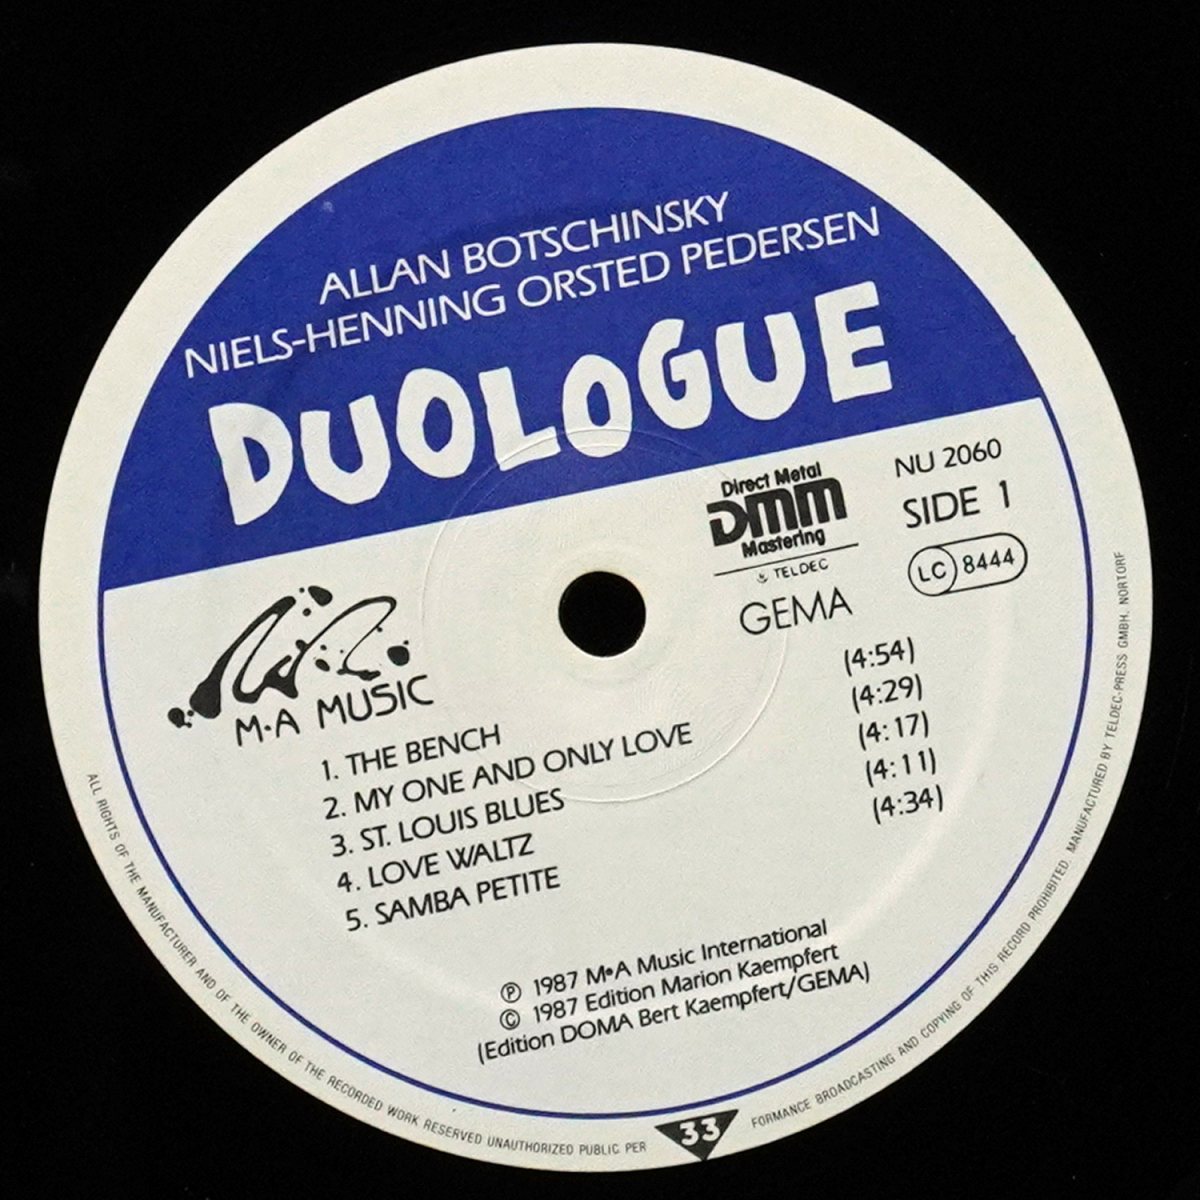 ALLAN BOTSCHINSKY
NIELS-HENNING ORSTED PEDERSEN
DUOLOGUE
Direct Metal
DMM
Mastering
TELDEC
GEMA
NU 2060
SIDE 1
LC 8444
M·A MUSIC
1. THE BENCH (4:54)
2. MY ONE AND ONLY LOVE (4:29)
3. ST. LOUIS BLUES (4:17)
4. LOVE WALTZ (4:11)
5. SAMBA PETITE (4:34)
Ⓟ 1987 M•A Music International
© 1987 Edition Marion Kaempfert
(Edition DOMA Bert Kaempfert/GEMA)
ALL RIGHTS OF THE MANUFACTURER AND OF THE OWNER OF THE RECORDED WORK RESERVED UNAUTHORIZED PUBLIC PER
33
FORMANCE BROADCASTING AND COPYING OF THIS RECORD PROHIBITED. MANUFACTURED BY TELDEC-PRESS GMBH. NORTORF